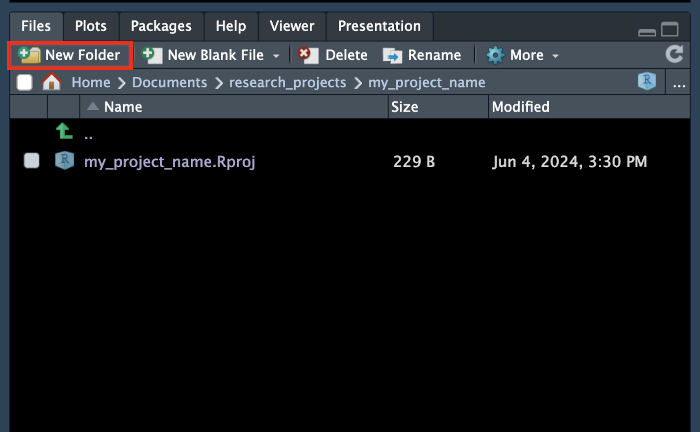 Files Plots Packages Help Viewer Presentation
New Folder New Blank File Delete Rename More
Home Documents research_projects my_project_name R ...
Name Size Modified
..
R my_project_name.Rproj 229 B Jun 4, 2024, 3:30 PM